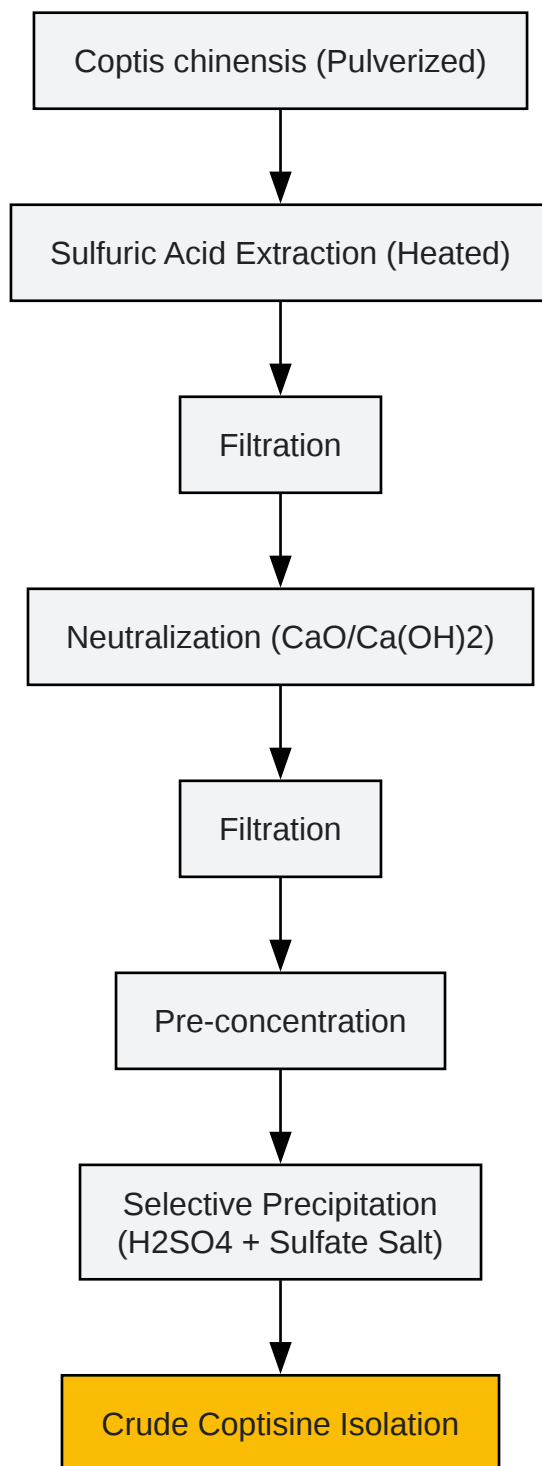 Coptis chinensis (Pulverized)
Sulfuric Acid Extraction (Heated)
Filtration
Neutralization (CaO/Ca(OH)2)
Filtration
Pre-concentration
Selective Precipitation
(H2SO4 + Sulfate Salt)
Crude Coptisine Isolation